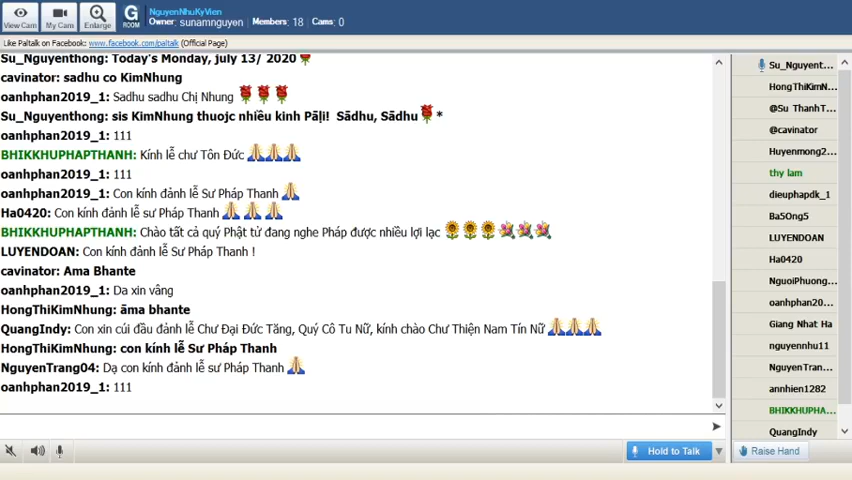 View Cam
My Cam
Enlarge
G ROOM
NguyenNhuKyVien
Owner: sunamnguyen Members: 18 Cams: 0
Like Paltalk on Facebook: www.facebook.com/paltalk (Official Page)
Su_Nguyenthong: Today's Monday, july 13/ 2020
cavinator: sadhu co KimNhung
oanhphan2019_1: Sadhu sadhu Chị Nhung
Su_Nguyenthong: sis KimNhung thuojc nhiều kinh Pāḷi! Sādhu, Sādhu *
oanhphan2019_1: 111
BHIKKHUPHAPTHANH: Kính lễ chư Tôn Đức
oanhphan2019_1: 111
oanhphan2019_1: Con kính đảnh lễ Sư Pháp Thanh
Ha0420: Con kính đảnh lễ sư Pháp Thanh
BHIKKHUPHAPTHANH: Chào tất cả quý Phật tử đang nghe Pháp được nhiều lợi lạc
LUYENDOAN: Con kính đảnh lễ Sư Pháp Thanh !
cavinator: Ama Bhante
oanhphan2019_1: Da xin vâng
HongThiKimNhung: āma bhante
QuangIndy: Con xin cúi đầu đảnh lễ Chư Đại Đức Tăng, Quý Cô Tu Nữ, kính chào Chư Thiện Nam Tín Nữ
HongThiKimNhung: con kính lễ Sư Pháp Thanh
NguyenTrang04: Dạ con kính đảnh lễ sư Pháp Thanh
oanhphan2019_1: 111
Su_Nguyent...
HongThiKimN...
@Su ThanhT...
@cavinator
Huyenmong2...
thy lam
dieuphapdk_1
Ba5Ong5
LUYENDOAN
Ha0420
NguoiPhuong...
oanhphan20...
Giang Nhat Ha
nguyennhu11
NguyenTran...
annhien1282
BHIKKHUPHA...
QuangIndy
Hold to Talk
Raise Hand